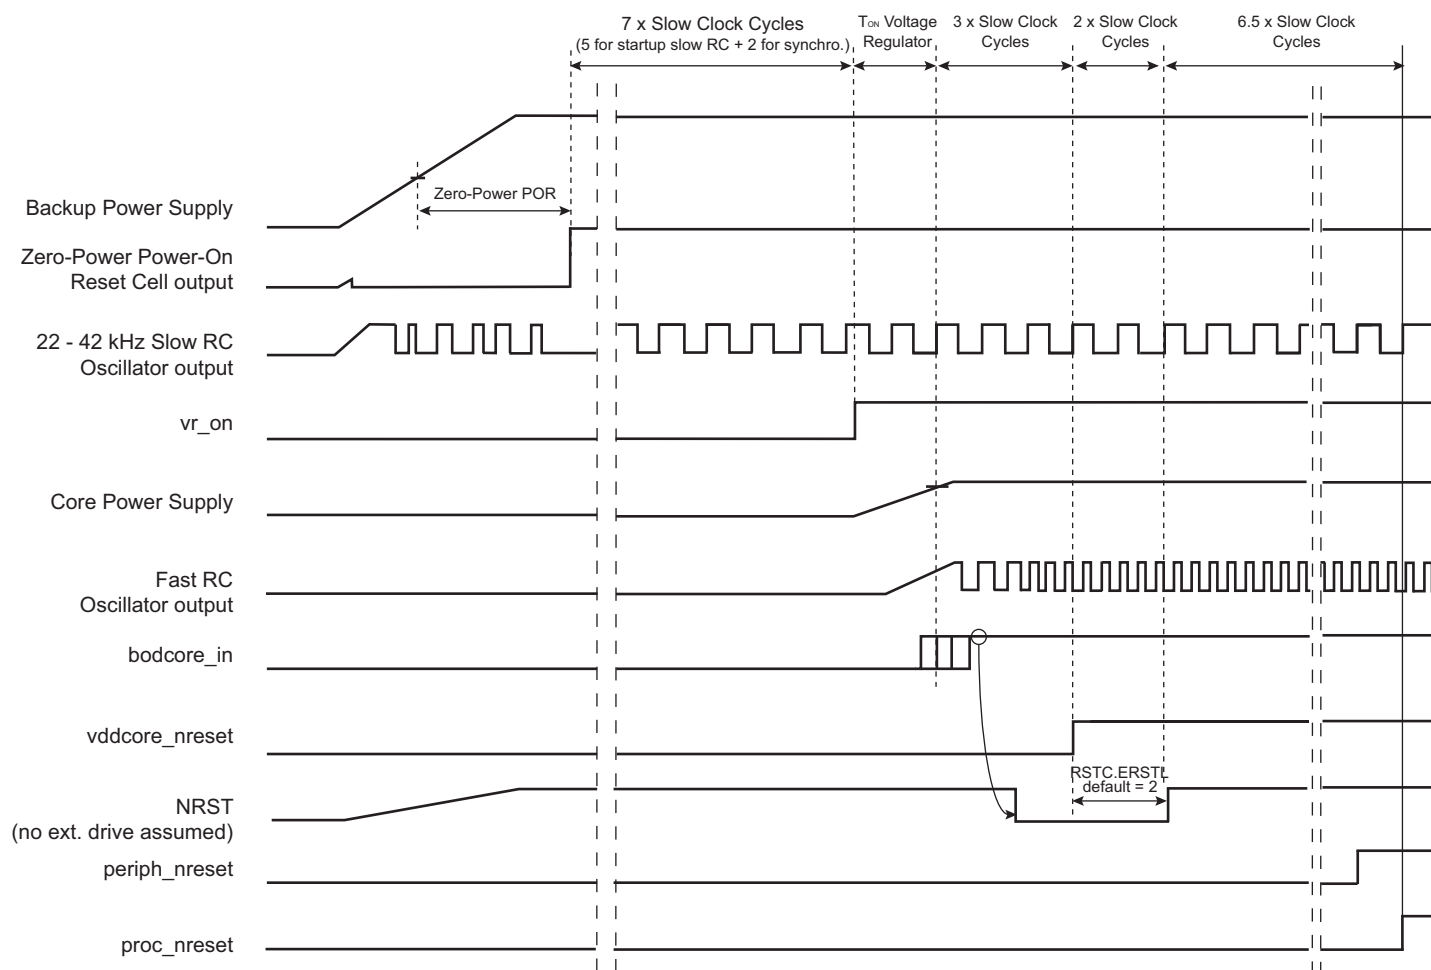 7 x Slow Clock Cycles
(5 for startup slow RC + 2 for synchro.)
TON Voltage
Regulator
3 x Slow Clock
Cycles
2 x Slow Clock
Cycles
6.5 x Slow Clock
Cycles
Zero-Power POR
Backup Power Supply
Zero-Power Power-On
Reset Cell output
22 - 42 kHz Slow RC
Oscillator output
vr_on
Core Power Supply
Fast RC
Oscillator output
bodcore_in
vddcore_nreset
RSTC.ERSTL
default = 2
NRST
(no ext. drive assumed)
periph_nreset
proc_nreset